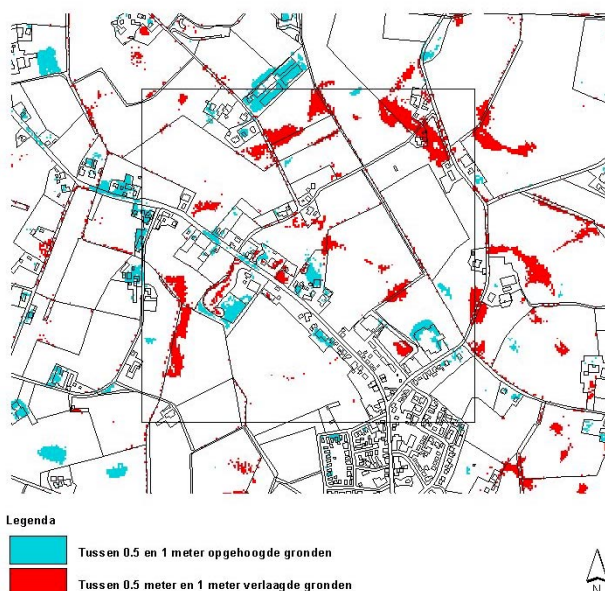 Legenda
Tussen 0.5 en 1 meter opgehoogde gronden
Tussen 0.5 meter en 1 meter verlaagde gronden
N